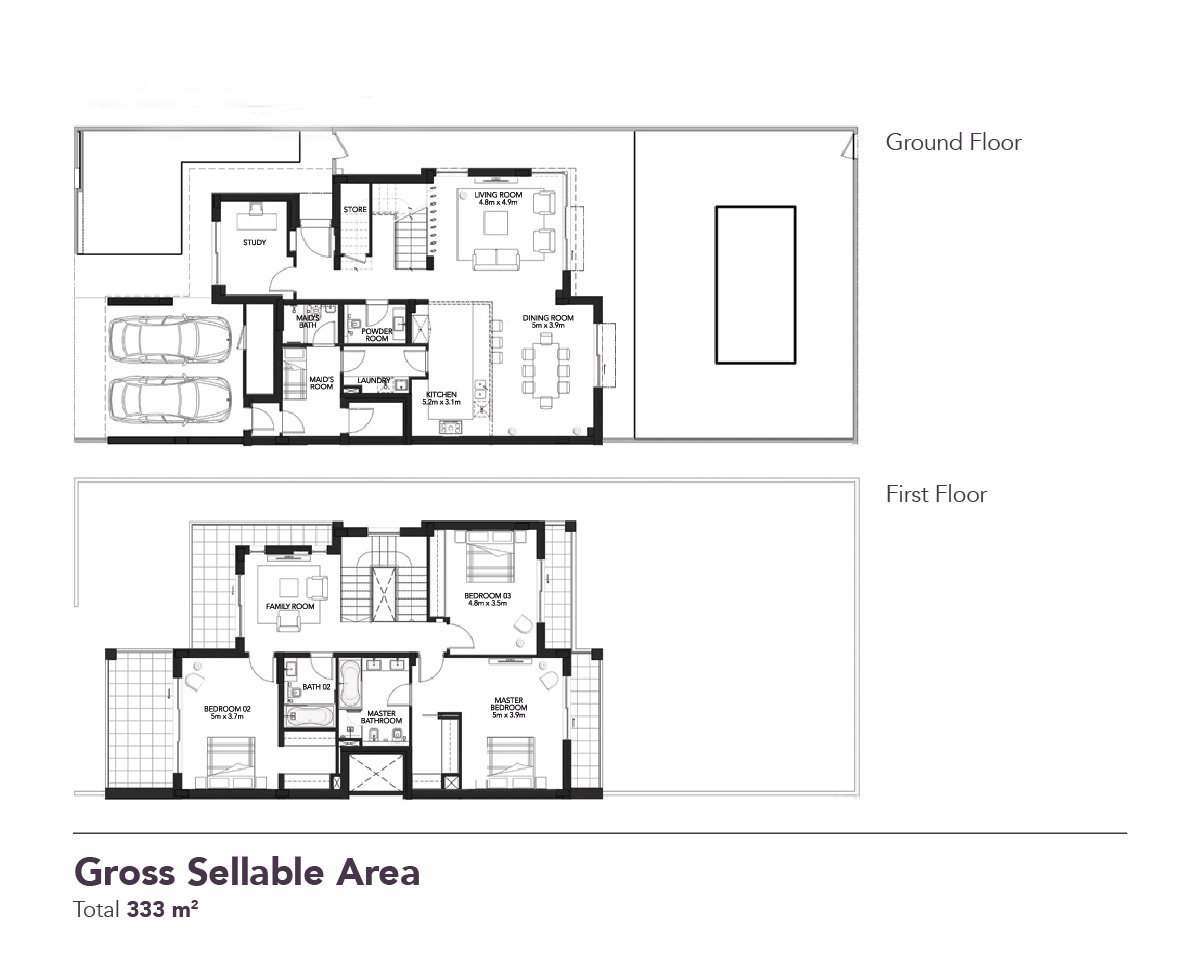 Ground Floor
LIVING ROOM
4.8m x 4.9m
STORE
STUDY
MAID'S
BATH
POWDER
ROOM
DINING ROOM
5m x 3.9m
MAID'S
ROOM
LAUNDRY
KITCHEN
5.2m x 3.1m
First Floor
FAMILY ROOM
BEDROOM 03
4.8m x 3.5m
BEDROOM 02
5m x 3.7m
BATH 02
MASTER
BATHROOM
MASTER
BEDROOM
5m x 3.9m
Gross Sellable Area
Total 333 m²